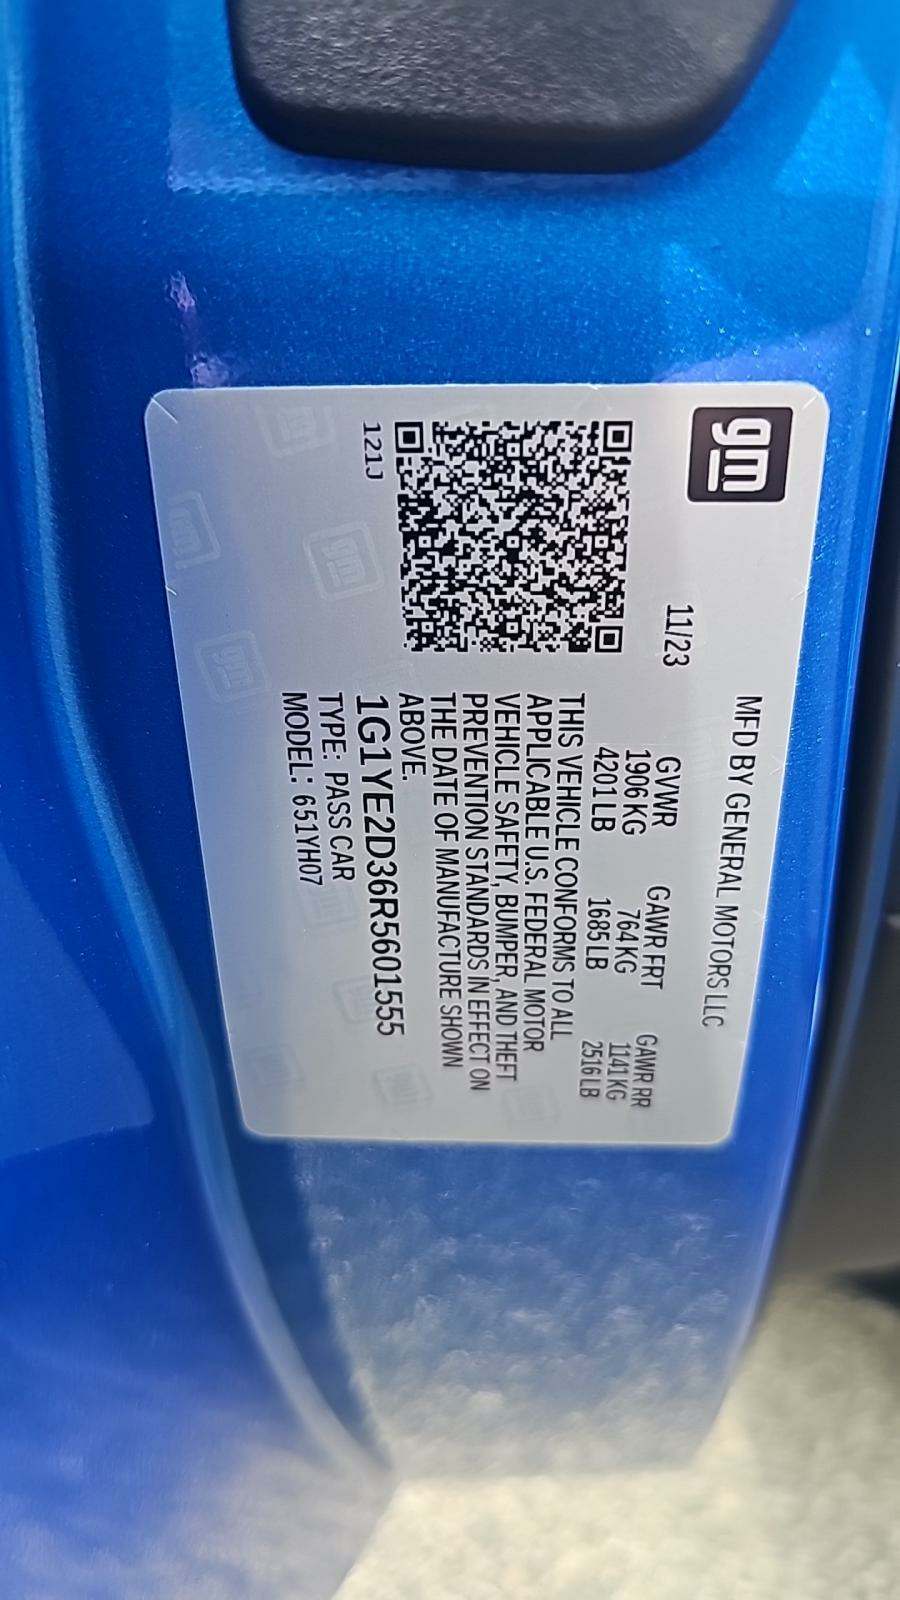 gm
MFD BY GENERAL MOTORS LLC
11/23
GVWR GAWR FRT GAWR RR
1906 KG 764 KG 1141 KG
4201 LB 1685 LB 2516 LB
THIS VEHICLE CONFORMS TO ALL
APPLICABLE U.S. FEDERAL MOTOR
VEHICLE SAFETY, BUMPER, AND THEFT
PREVENTION STANDARDS IN EFFECT ON
THE DATE OF MANUFACTURE SHOWN
ABOVE.
1G1YE2D36R5601555
TYPE: PASS CAR
MODEL: 651YH07
121J